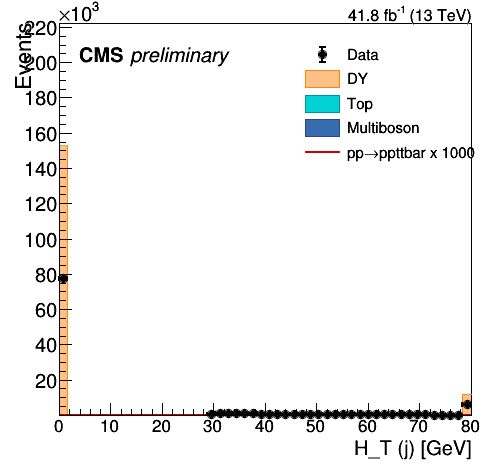 ×10³
41.8 fb⁻¹ (13 TeV)
Events
CMS preliminary
Data
DY
Top
Multiboson
pp→ppttbar x 1000
220
200
180
160
140
120
100
80
60
40
20
0 10 20 30 40 50 60 70 80
H_T (j) [GeV]